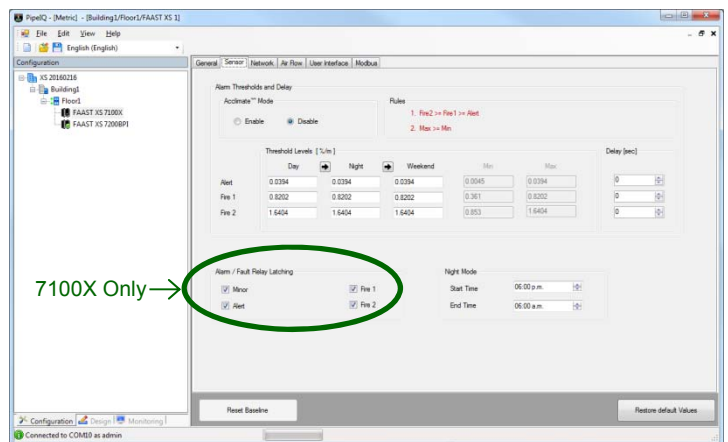 PipeIQ - [Metric] - [Building1/Floor1/FAAST XS 1]
File Edit View Help
English (English)
Configuration
XS 20160216
Building1
Floor1
FAAST XS 7100X
FAAST XS 7200BPI
General Sensor Network Air Flow User Interface Modbus
Alarm Thresholds and Delay
Acclimate™ Mode
Enable Disable
Rules
1. Fire2 >= Fire1 >= Alert
2. Max >= Min
Threshold Levels [%/m]
Delay [sec]
Day Night Weekend Min Max
Alert 0.0394 0.0394 0.0394 0.0045 0.0394 0
Fire 1 0.8202 0.8202 0.8202 0.361 0.8202 0
Fire 2 1.6404 1.6404 1.6404 0.853 1.6404
7100X Only
Alarm / Fault Relay Latching
Minor Fire 1
Alert Fire 2
Night Mode
Start Time 06:00 p.m.
End Time 06:00 a.m.
Reset Baseline
Restore default Values
Configuration Design Monitoring
Connected to COM10 as admin